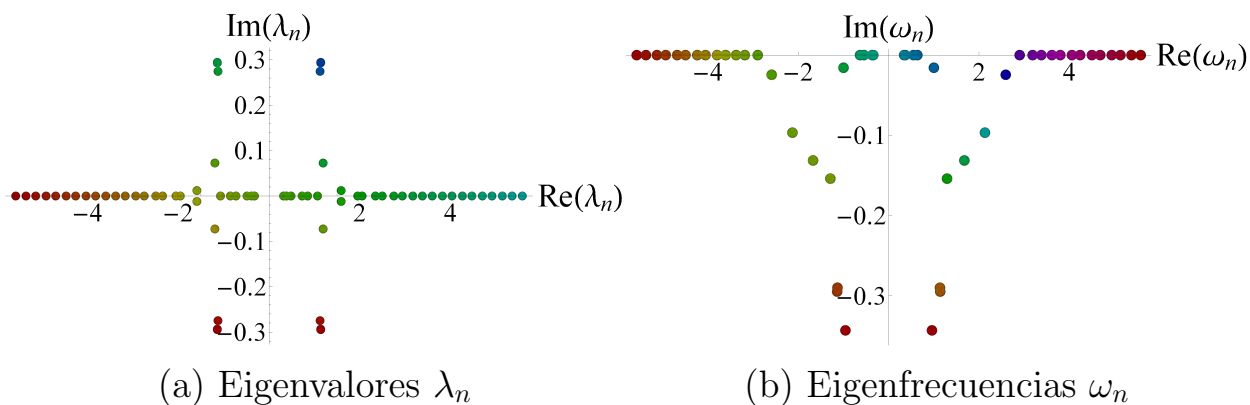 Im(λₙ)
0.3
0.2
0.1
−4 −2 2 4 Re(λₙ)
−0.1
−0.2
−0.3
(a) Eigenvalores λₙ
Im(ωₙ)
−4 −2 2 4 Re(ωₙ)
−0.1
−0.2
−0.3
(b) Eigenfrecuencias ωₙ